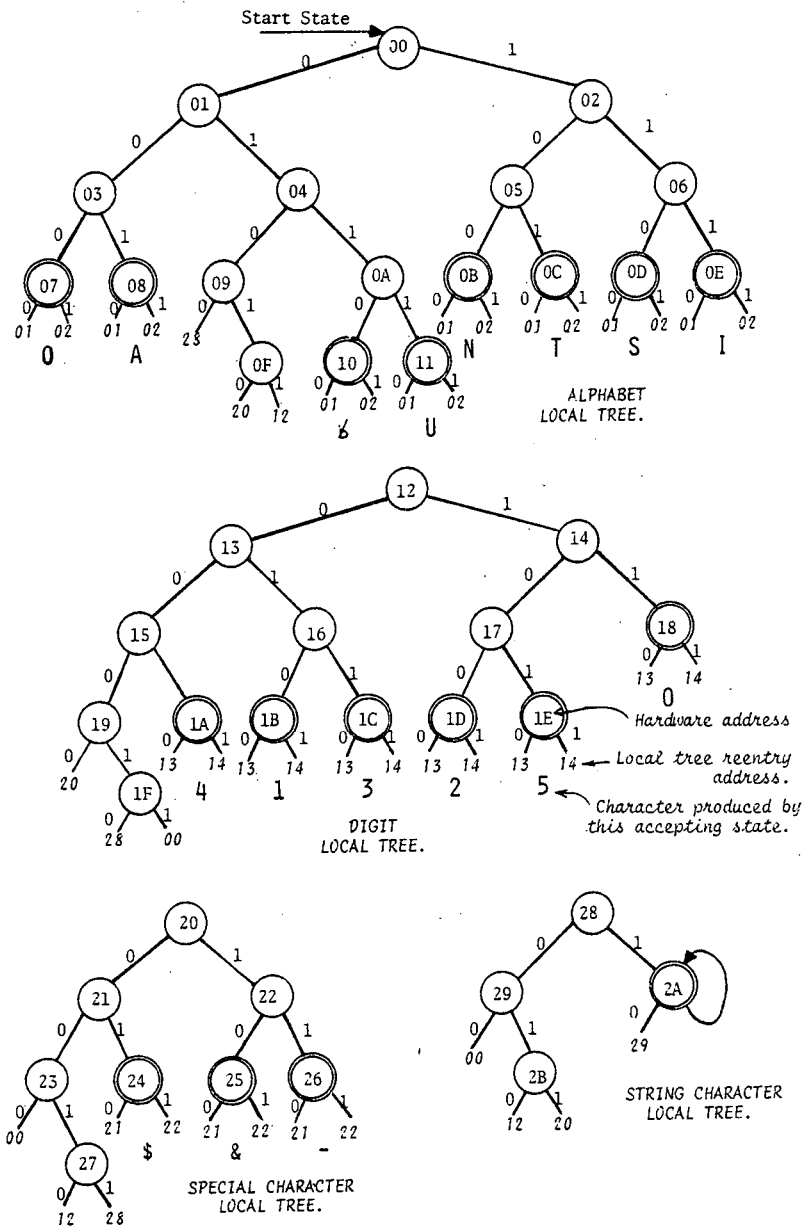 Start State
00
0 1
01 02
0 1 0 1
03 04 05 06
0 1 0 1 0 1 0 1
07 08 09 0A 0B 0C 0D 0E
0 1 0 1 0 1 0 1 0 1 0 1 0 1 0 1
01 02 01 02 28 01 02 01 02 01 02 01 02
O A N T S I
0F 10 11
0 1 0 1 0 1
20 12 01 02 01 02
ƀ U
ALPHABET
LOCAL TREE.
12
0 1
13 14
0 1 0 1
15 16 17 18
0 0 1 0 1 0 1
13 14
0
19 1A 1B 1C 1D 1E
Hardware address
0 1 0 1 0 1 0 1 0 1 0 1
20 13 14 13 14 13 14 13 14 13 14
Local tree reentry
address.
1F 4 1 3 2 5
0 1
28 00
Character produced by
this accepting state.
DIGIT
LOCAL TREE.
20
0 1
21 22
0 1 0 1
23 24 25 26
0 1 0 1 0 1 0 1
00 21 22 21 22 21 22
$ & -
27
0 1
12 28
SPECIAL CHARACTER
LOCAL TREE.
28
0 1
29 2A
0 1 0
00 29
2B
0 1
12 20
STRING CHARACTER
LOCAL TREE.